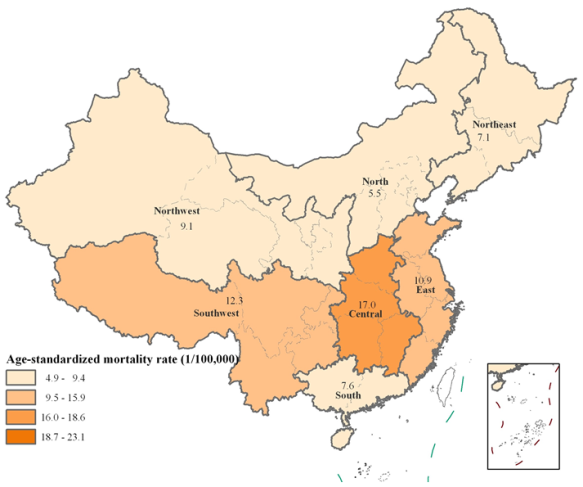 Northeast
7.1
North
5.5
Northwest
9.1
10.9
East
12.3
Southwest
17.0
Central
7.6
South
Age-standardized mortality rate (1/100,000)
4.9 - 9.4
9.5 - 15.9
16.0 - 18.6
18.7 - 23.1